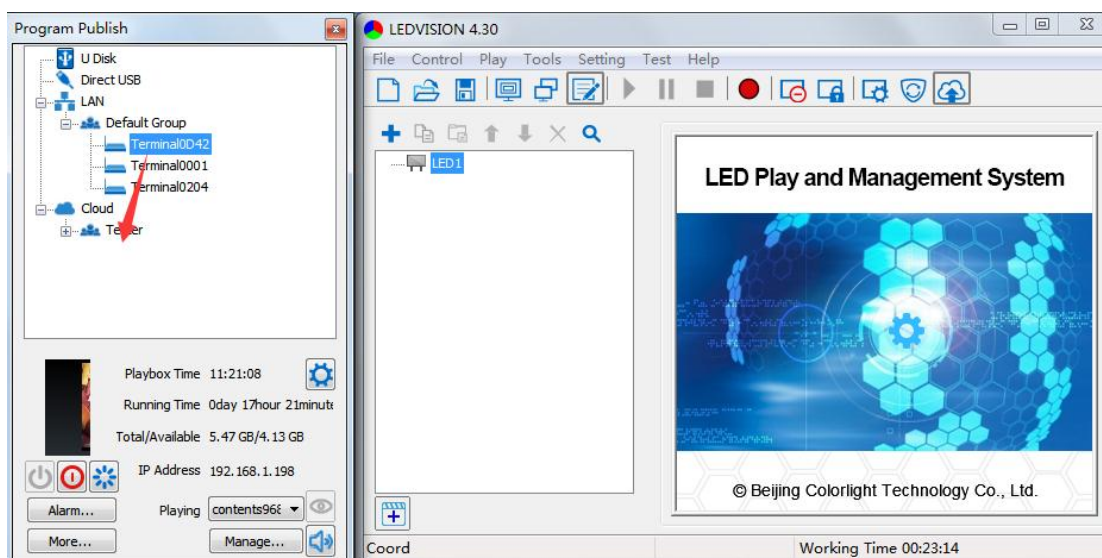 Program Publish
U Disk
Direct USB
LAN
Default Group
Terminal0D42
Terminal0001
Terminal0204
Cloud
Playbox Time 11:21:08
Running Time 0day 17hour 21minute
Total/Available 5.47 GB/4.13 GB
IP Address 192.168.1.198
Alarm... Playing contents968
More... Manage...
LEDVISION 4.30
File Control Play Tools Setting Test Help
LED1
LED Play and Management System
© Beijing Colorlight Technology Co., Ltd.
Coord Working Time 00:23:14